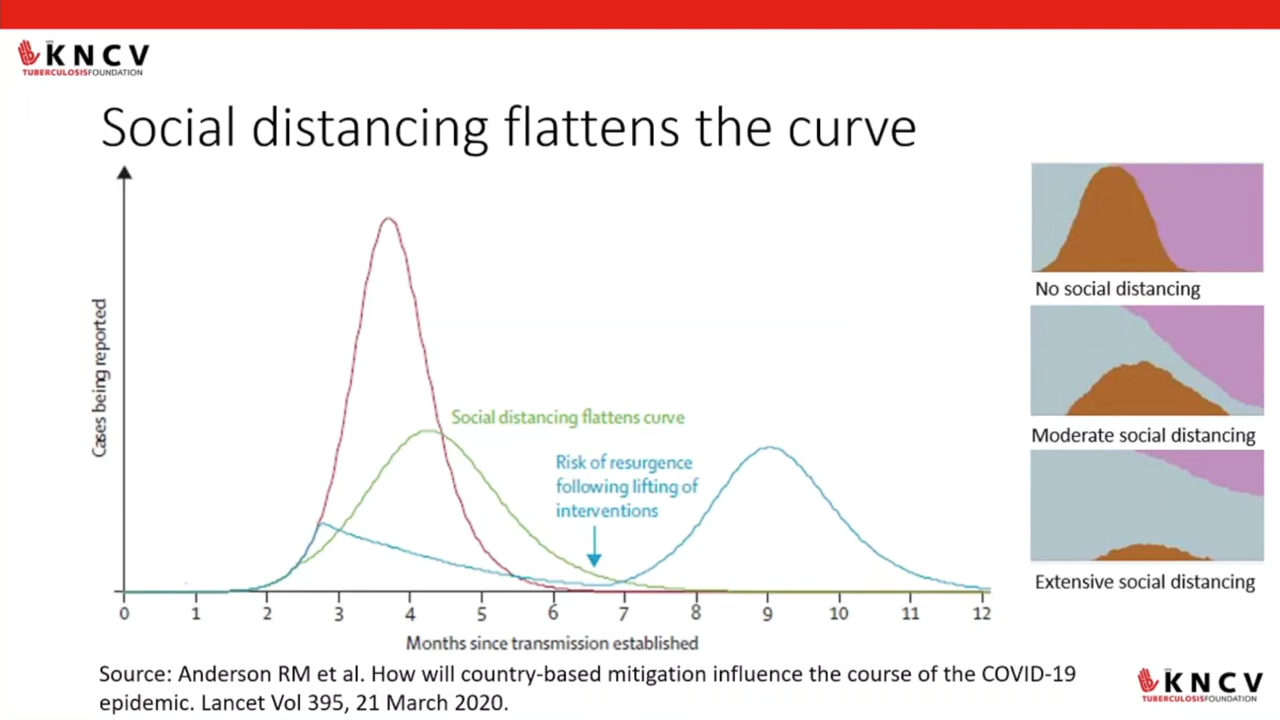 KNCV
TUBERCULOSISFOUNDATION
Social distancing flattens the curve
Cases being reported
Social distancing flattens curve
Risk of resurgence
following lifting of
interventions
0 1 2 3 4 5 6 7 8 9 10 11 12
Months since transmission established
No social distancing
Moderate social distancing
Extensive social distancing
Source: Anderson RM et al. How will country-based mitigation influence the course of the COVID-19
epidemic. Lancet Vol 395, 21 March 2020.
KNCV
TUBERCULOSISFOUNDATION